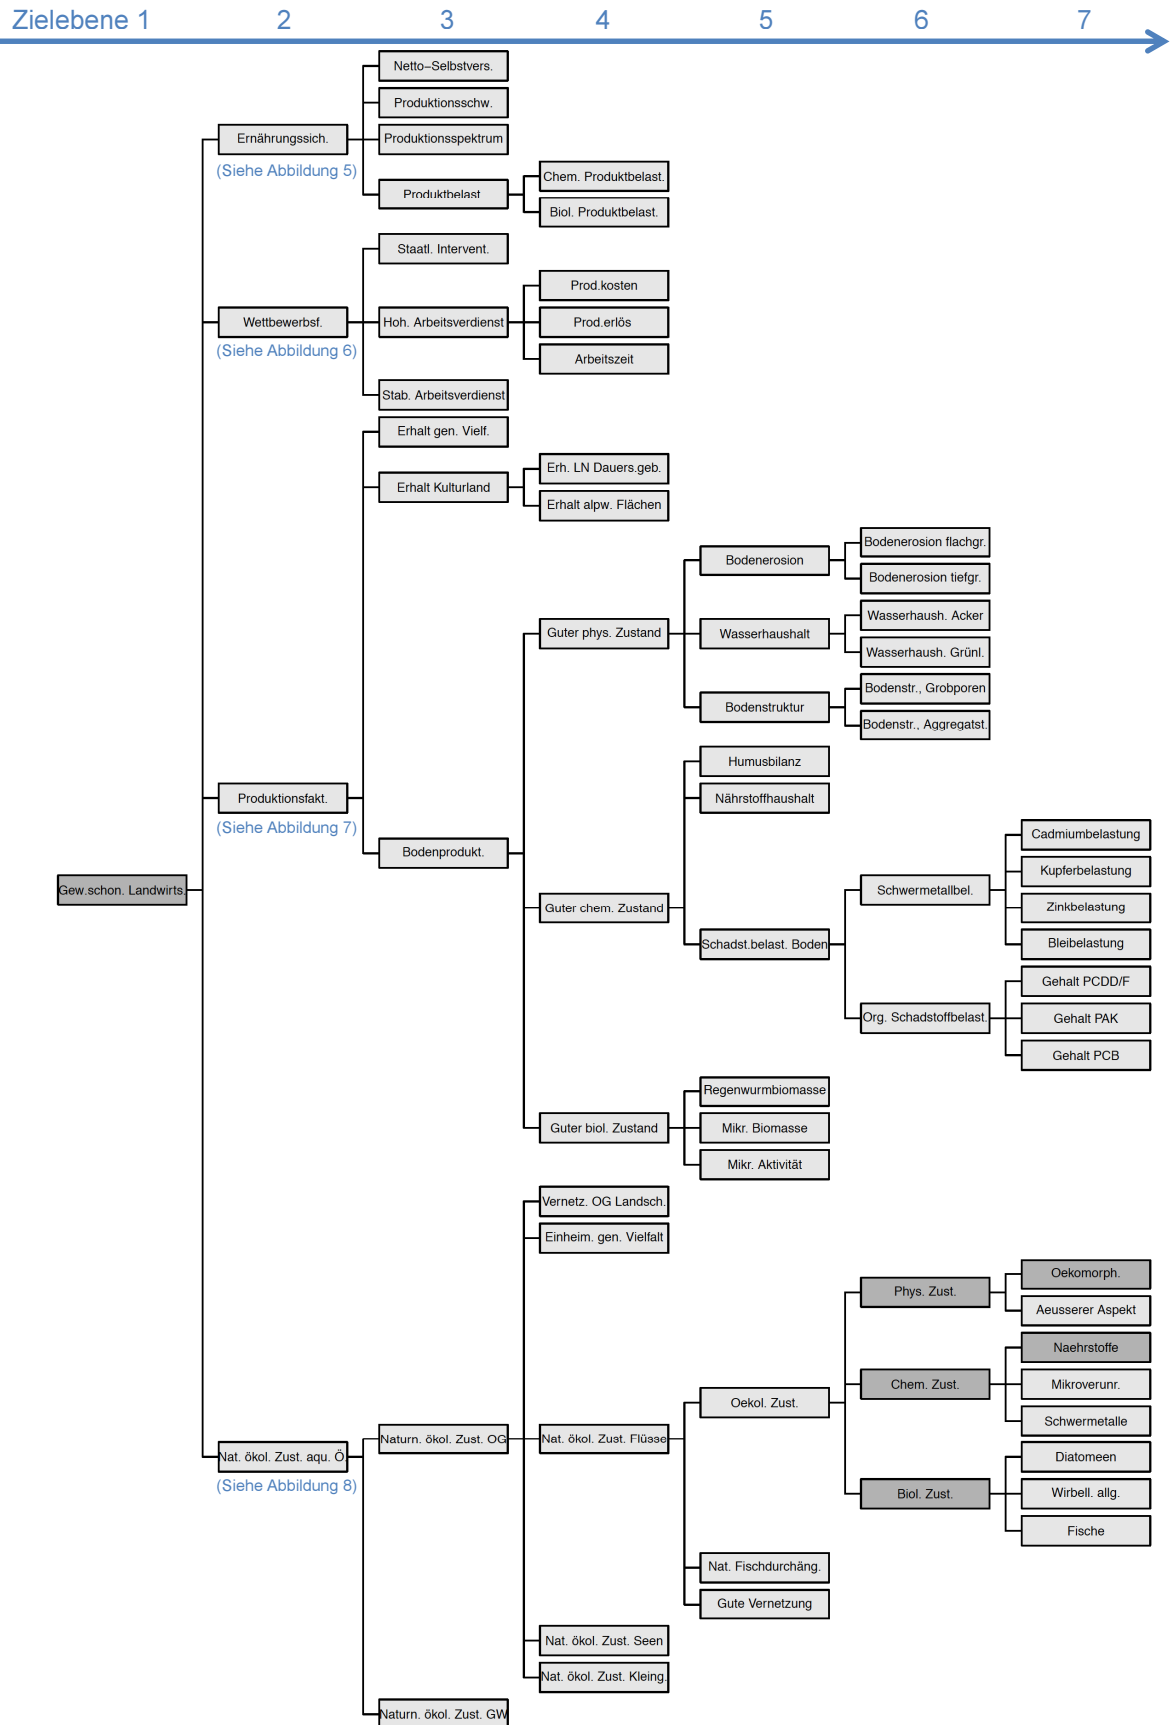 Zielebene 1 2 3 4 5 6 7
Netto-Selbstvers.
Produktionsschw.
Ernährungssich.
Produktionsspektrum
(Siehe Abbildung 5)
Chem. Produktbelast.
Produktbelast
Biol. Produktbelast.
Staatl. Intervent.
Prod.kosten
Wettbewerbsf.
Hoh. Arbeitsverdienst
Prod.erlös
(Siehe Abbildung 6)
Arbeitszeit
Stab. Arbeitsverdienst
Erhalt gen. Vielf.
Erh. LN Dauers.geb.
Erhalt Kulturland
Erhalt alpw. Flächen
Bodenerosion flachgr.
Bodenerosion
Bodenerosion tiefgr.
Wasserhaush. Acker
Guter phys. Zustand
Wasserhaushalt
Wasserhaush. Grünl.
Bodenstr., Grobporen
Bodenstruktur
Bodenstr., Aggregatst.
Humusbilanz
Produktionsfakt.
Nährstoffhaushalt
(Siehe Abbildung 7)
Cadmiumbelastung
Bodenprodukt.
Kupferbelastung
Gew.schon. Landwirts.
Schwermetallbel.
Guter chem. Zustand
Zinkbelastung
Schadst.belast. Boden
Bleibelastung
Gehalt PCDD/F
Org. Schadstoffbelast.
Gehalt PAK
Gehalt PCB
Regenwurmbiomasse
Guter biol. Zustand
Mikr. Biomasse
Mikr. Aktivität
Vernetz. OG Landsch.
Einheim. gen. Vielfalt
Oekomorph.
Phys. Zust.
Aeusserer Aspekt
Naehrstoffe
Chem. Zust.
Mikroverunr.
Oekol. Zust.
Schwermetalle
Naturn. ökol. Zust. OG
Nat. ökol. Zust. Flüsse
Nat. ökol. Zust. aqu. Ö.
Diatomeen
(Siehe Abbildung 8)
Biol. Zust.
Wirbell. allg.
Fische
Nat. Fischdurchäng.
Gute Vernetzung
Nat. ökol. Zust. Seen
Nat. ökol. Zust. Kleing.
Naturn. ökol. Zust. GW